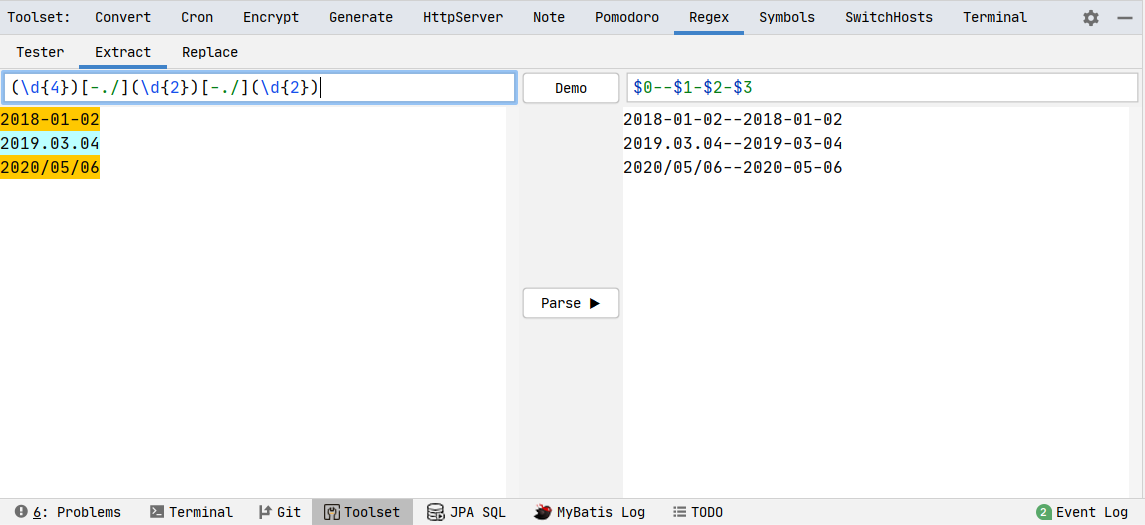 Toolset: Convert Cron Encrypt Generate HttpServer Note Pomodoro Regex Symbols SwitchHosts Terminal
Tester Extract Replace
(\d{4})[-./](\d{2})[-./](\d{2}) Demo $0--$1-$2-$3
2018-01-02 2018-01-02--2018-01-02
2019.03.04 2019.03.04--2019-03-04
2020/05/06 2020/05/06--2020-05-06
Parse ▶
6: Problems Terminal Git Toolset JPA SQL MyBatis Log TODO 2 Event Log